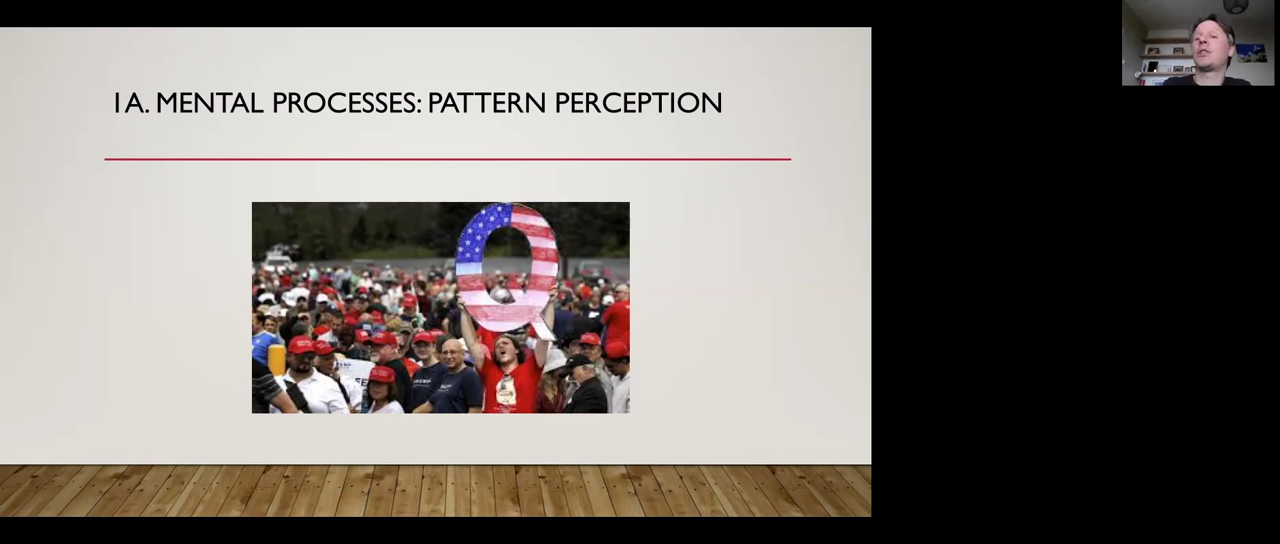 1A. MENTAL PROCESSES: PATTERN PERCEPTION
Q